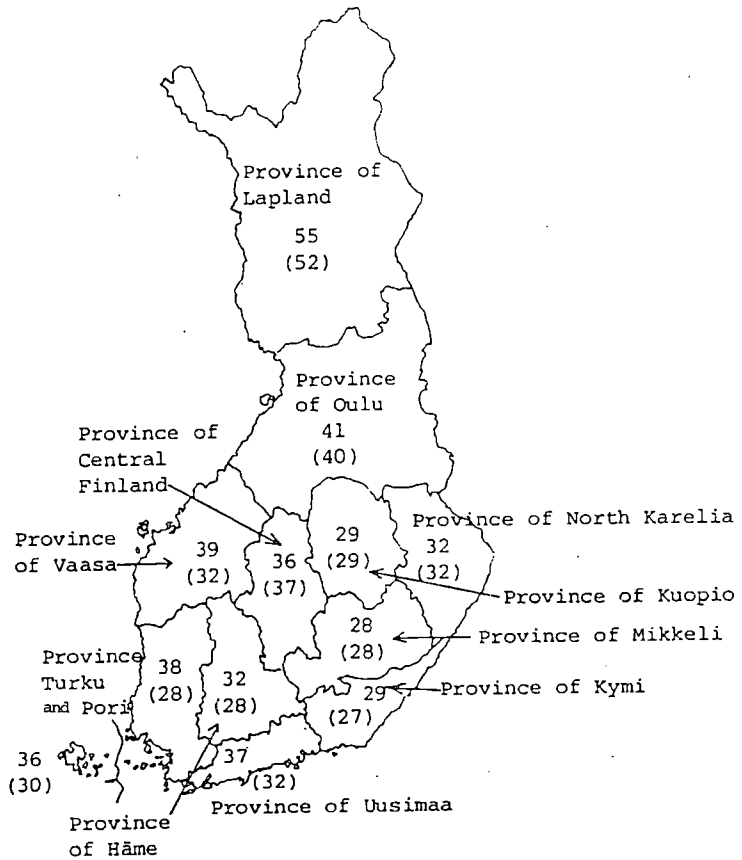 Province of
Lapland
55
(52)
Province
of Oulu
41
(40)
Province of
Central
Finland
Province of North Karelia
32
(32)
29
(29)
Province
of Vaasa
39
(32)
36
(37)
Province of Kuopio
28
(28)
Province of Mikkeli
Province
Turku
and Pori
38
(28)
32
(28)
29
(27)
Province of Kymi
36
(30)
37
(32)
Province of Uusimaa
Province
of Häme